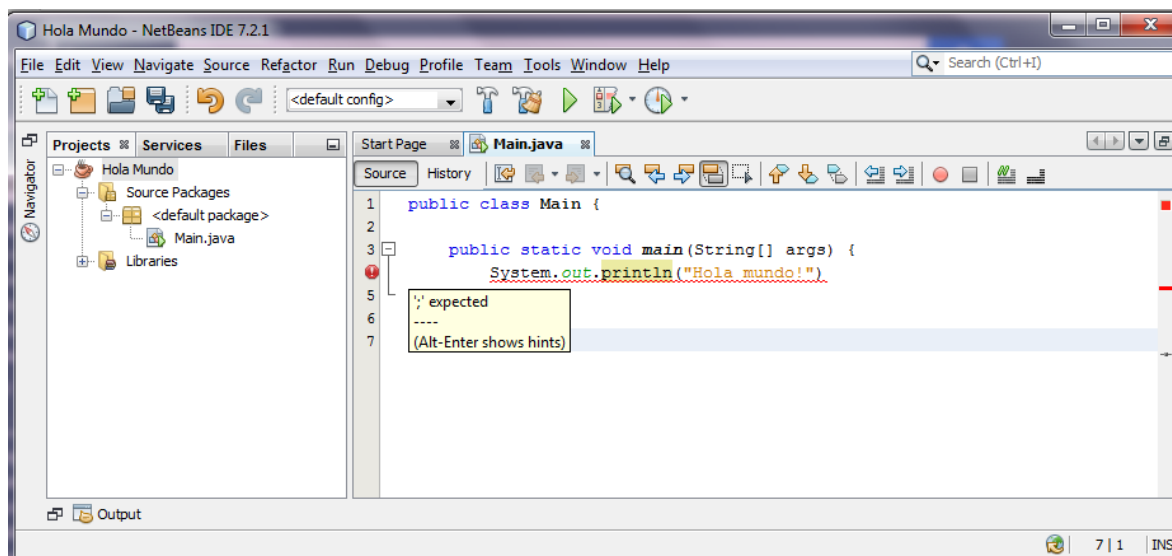 Hola Mundo - NetBeans IDE 7.2.1
File Edit View Navigate Source Refactor Run Debug Profile Team Tools Window Help
Search (Ctrl+I)
<default config>
Projects Services Files
Start Page Main.java
Navigator
Hola Mundo
Source Packages
<default package>
Main.java
Libraries
Source History
1 public class Main {
2
3 public static void main(String[] args) {
System.out.println("Hola mundo!")
5
6
7
';' expected
----
(Alt-Enter shows hints)
Output
7 | 1 INS